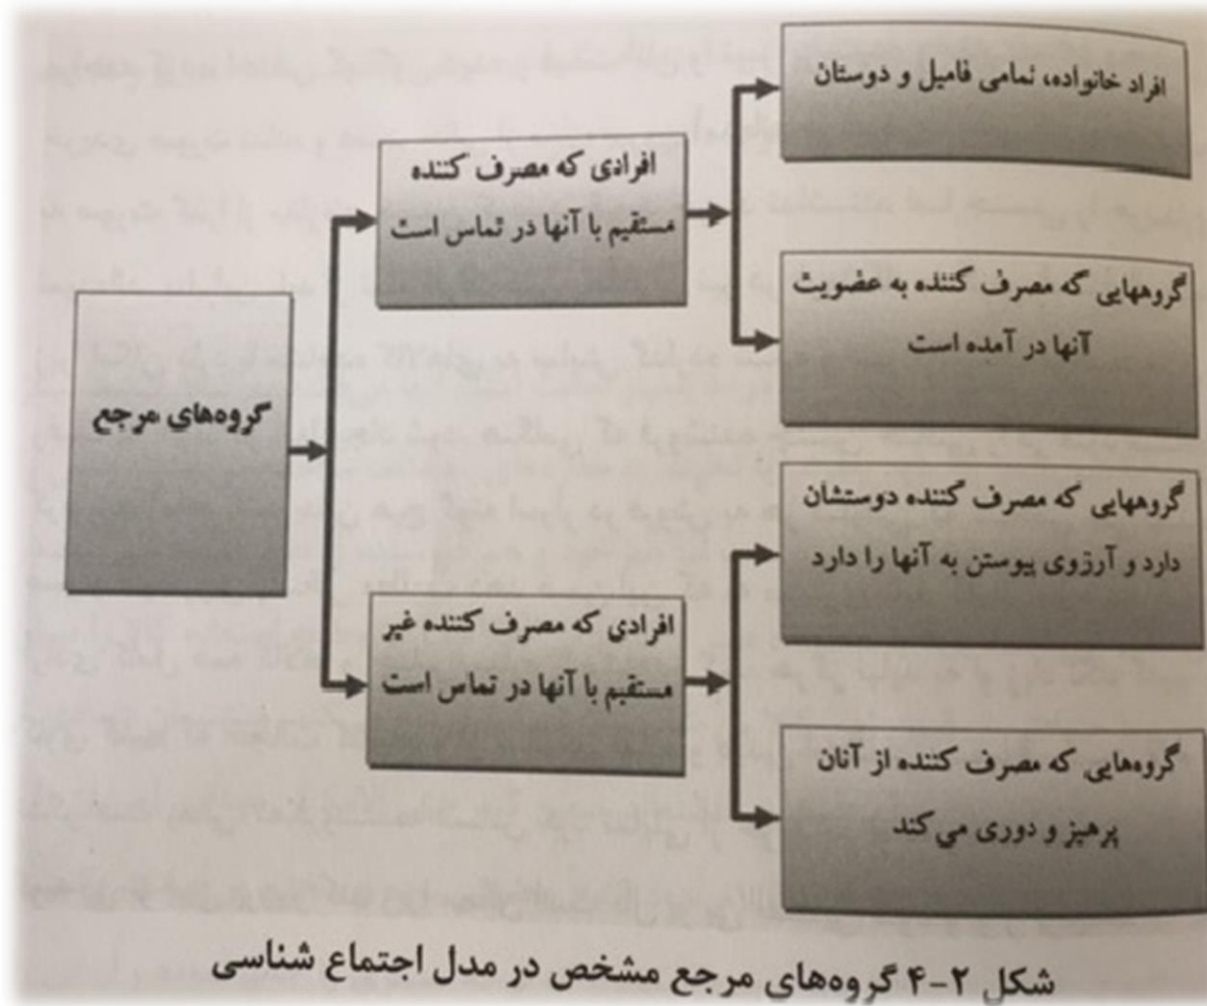 گروه‌های مرجع
افرادی که مصرف کننده
مستقیم با آنها در تماس است
افراد خانواده، تمامی فامیل و دوستان
گروههایی که مصرف کننده به عضویت
آنها در آمده است
افرادی که مصرف کننده غیر
مستقیم با آنها در تماس است
گروههایی که مصرف کننده دوستشان
دارد و آرزوی پیوستن به آنها را دارد
گروه‌هایی که مصرف کننده از آنان
پرهیز و دوری می‌کند
شکل ۲-۴ گروه‌های مرجع مشخص در مدل اجتماع شناسی